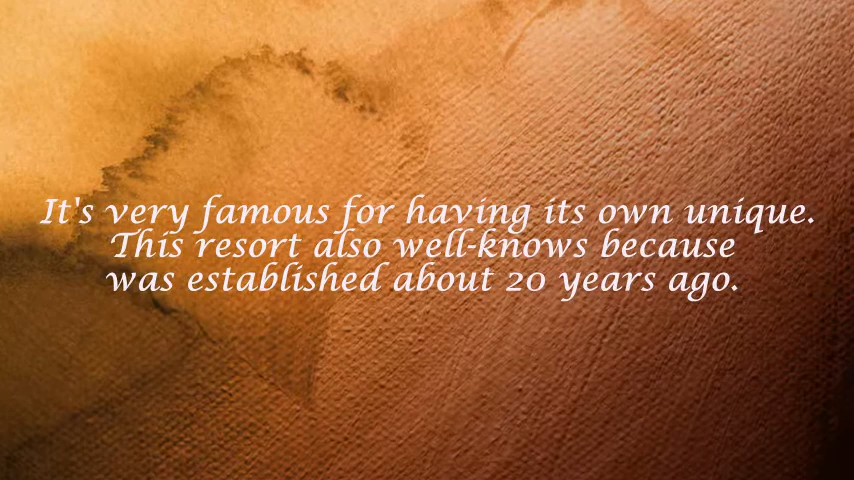 It's very famous for having its own unique.
This resort also well-knows because
was established about 20 years ago.